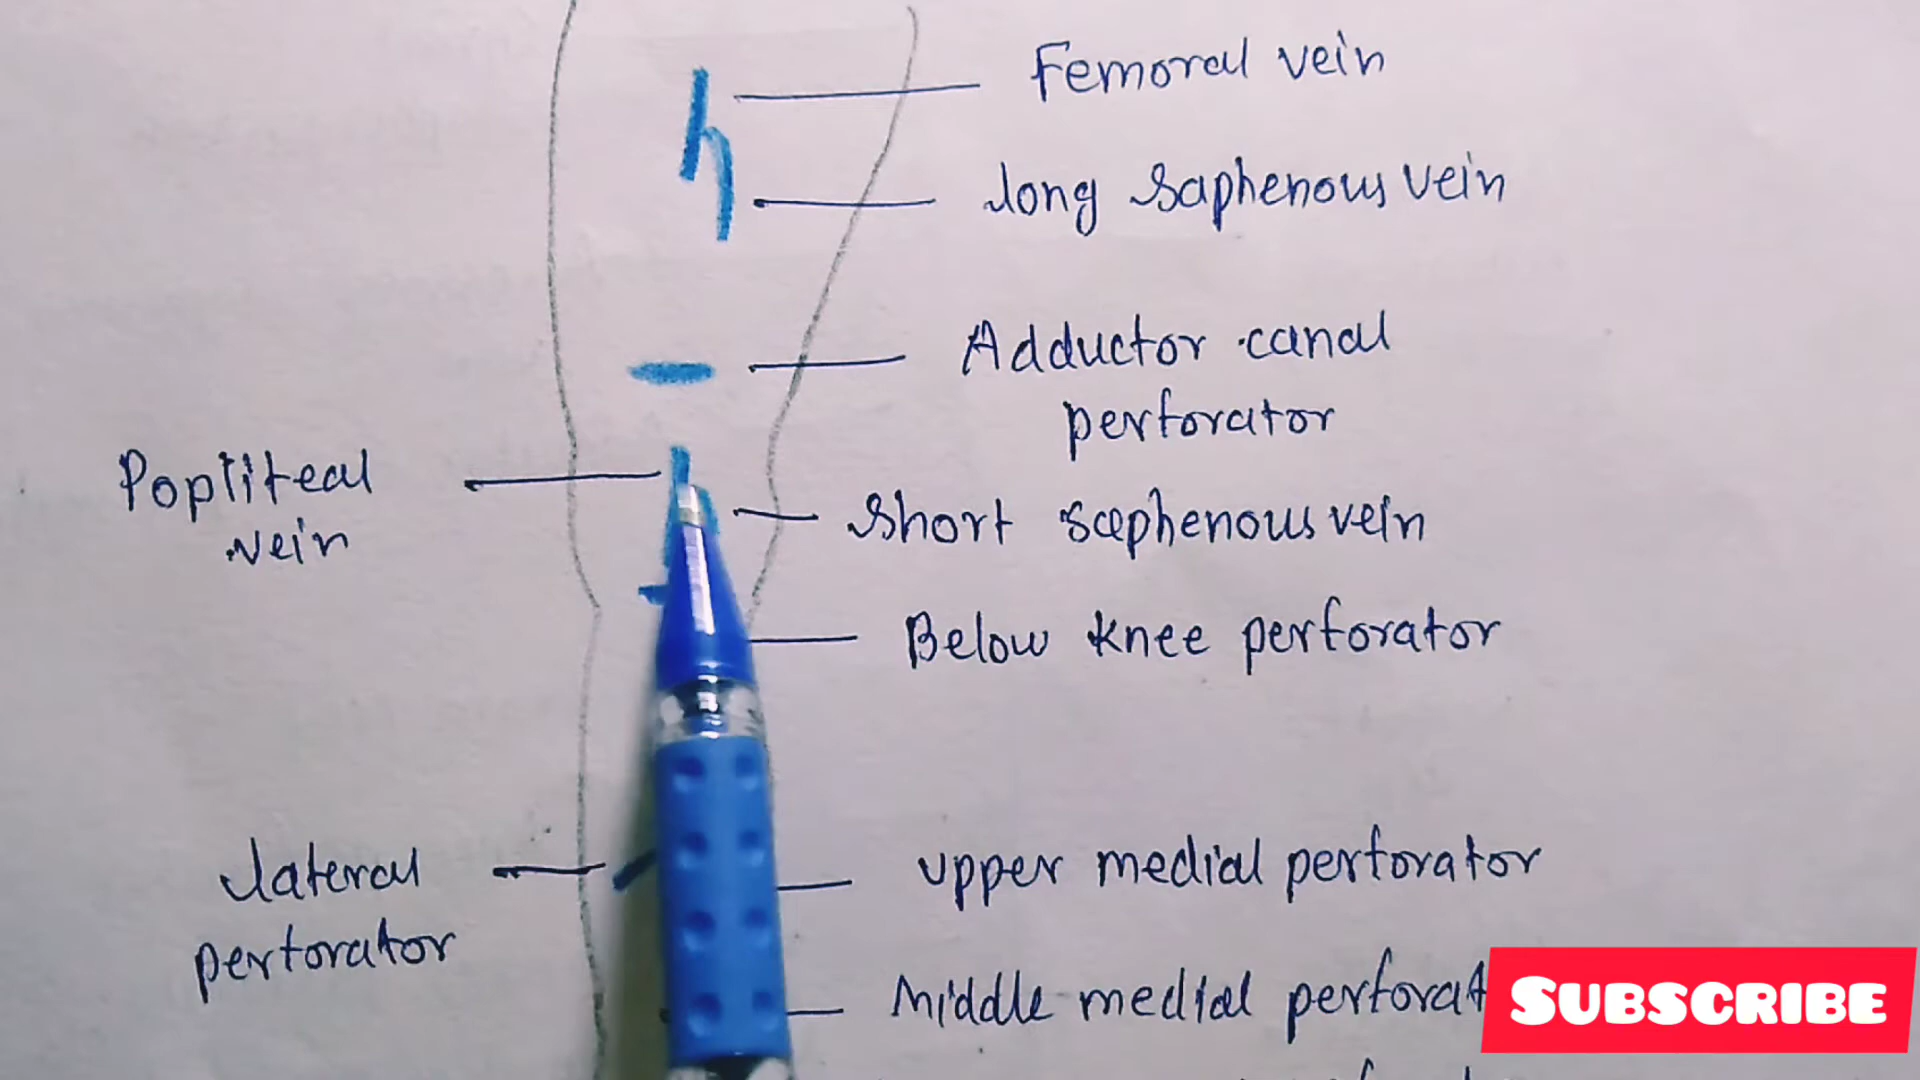 Femoral vein
long saphenous vein
Adductor canal
perforator
Popliteal
vein
short saphenous vein
Below knee perforator
lateral
perforator
upper medial perforator
Middle medial perforat
SUBSCRIBE